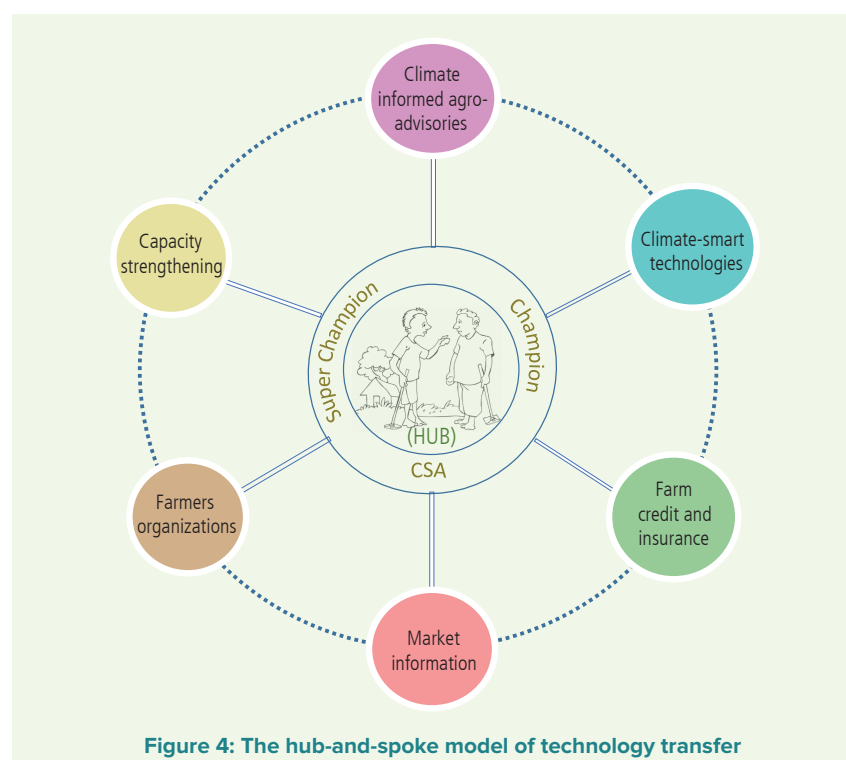 Climate
informed agro-
advisories
Climate-smart
technologies
Capacity
strengthening
Super Champion
Champion
(HUB)
CSA
Farmers
organizations
Farm
credit and
insurance
Market
information
Figure 4: The hub-and-spoke model of technology transfer